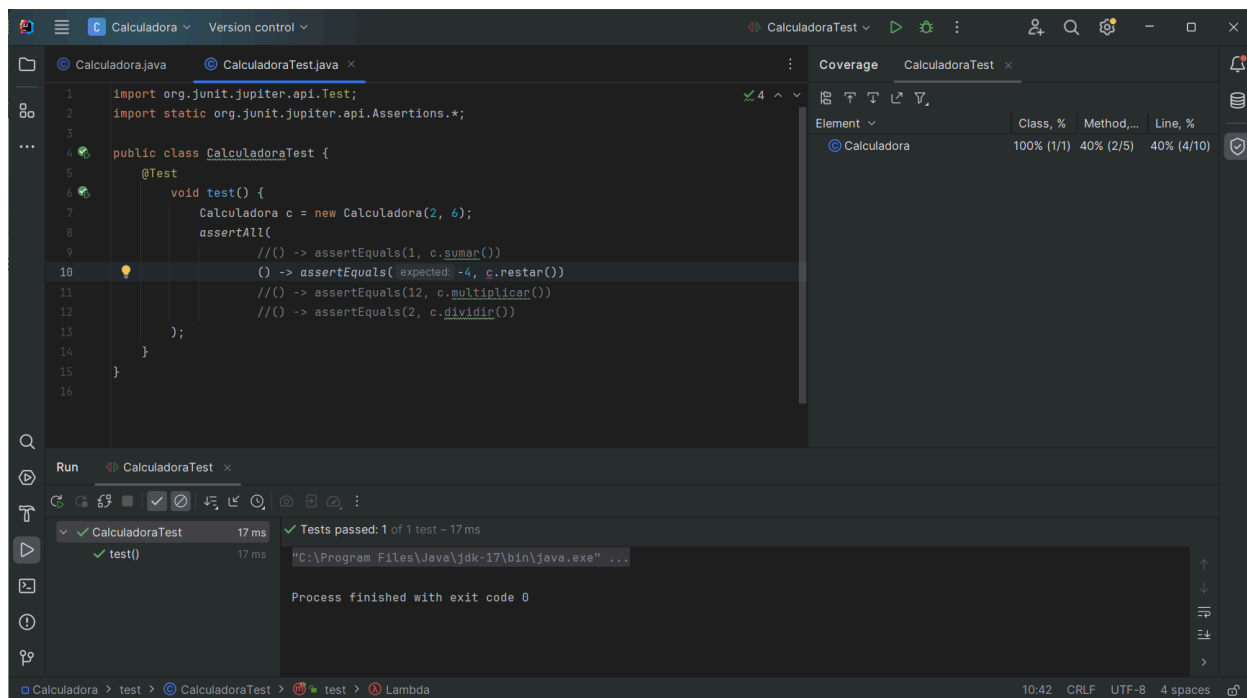 C Calculadora Version control CalculadoraTest
Calculadora.java CalculadoraTest.java Coverage CalculadoraTest
1 import org.junit.jupiter.api.Test; 4
2 import static org.junit.jupiter.api.Assertions.*;
3
4 public class CalculadoraTest {
5 @Test
6 void test() {
7 Calculadora c = new Calculadora(2, 6);
8 assertAll(
9 //() -> assertEquals(1, c.sumar())
10 () -> assertEquals( expected: -4, c.restar())
11 //() -> assertEquals(12, c.multiplicar())
12 //() -> assertEquals(2, c.dividir())
13 );
14 }
15 }
16
Element Class, % Method,... Line, %
Calculadora 100% (1/1) 40% (2/5) 40% (4/10)
Run CalculadoraTest
CalculadoraTest 17 ms
test() 17 ms
Tests passed: 1 of 1 test – 17 ms
"C:\Program Files\Java\jdk-17\bin\java.exe" ...
Process finished with exit code 0
Calculadora > test > CalculadoraTest > test > Lambda 10:42 CRLF UTF-8 4 spaces